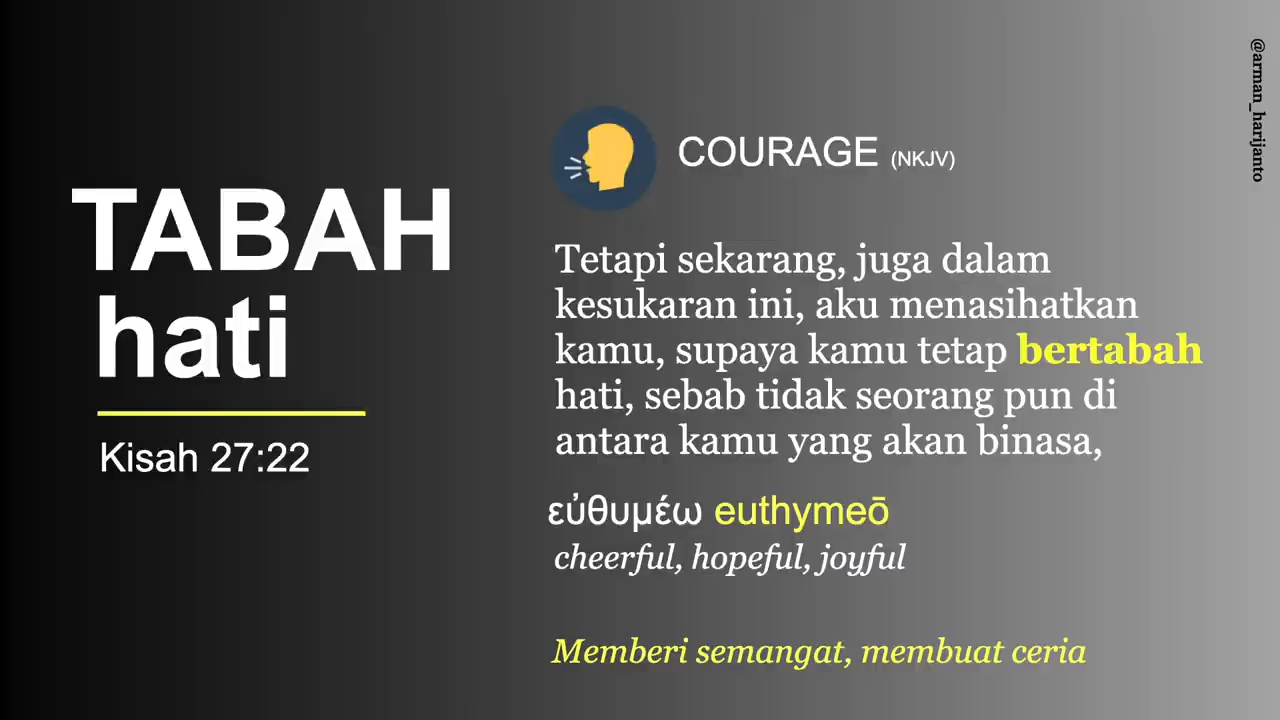 TABAH
hati
Kisah 27:22
COURAGE (NKJV)
Tetapi sekarang, juga dalam
kesukaran ini, aku menasihatkan
kamu, supaya kamu tetap bertabah
hati, sebab tidak seorang pun di
antara kamu yang akan binasa,
εὐθυμέω euthymeō
cheerful, hopeful, joyful
Memberi semangat, membuat ceria
@arman_harijanto